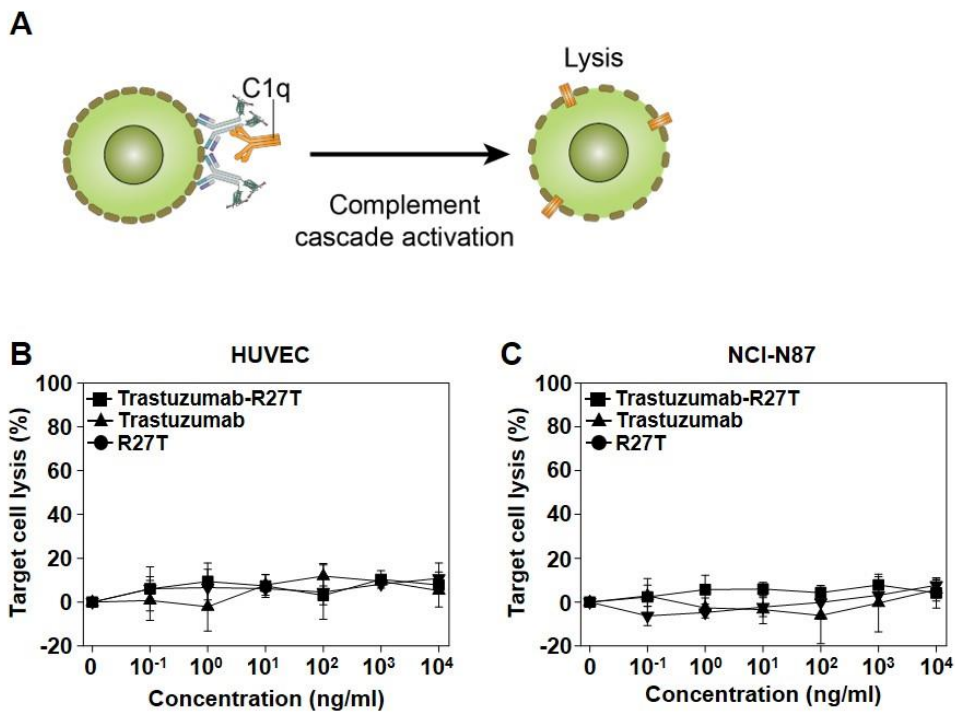 A
C1q
Lysis
Complement
cascade activation
B
HUVEC
Target cell lysis (%)
100
80
60
40
20
0
-20
Trastuzumab-R27T
Trastuzumab
R27T
0 10⁻¹ 10⁰ 10¹ 10² 10³ 10⁴
Concentration (ng/ml)
C
NCI-N87
Target cell lysis (%)
100
80
60
40
20
0
-20
Trastuzumab-R27T
Trastuzumab
R27T
0 10⁻¹ 10⁰ 10¹ 10² 10³ 10⁴
Concentration (ng/ml)